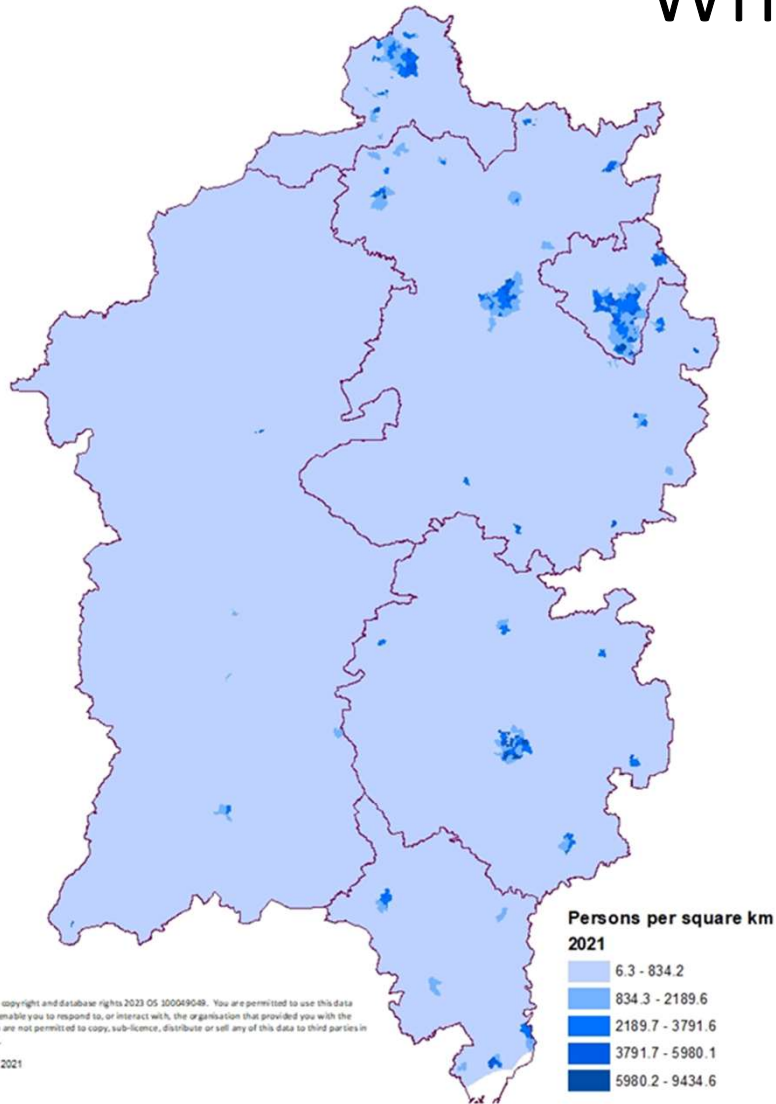 Persons per square km
2021
6.3 - 834.2
834.3 - 2189.6
2189.7 - 3791.6
3791.7 - 5980.1
5980.2 - 9434.6
copyright and database rights 2023 OS 100049049. You are permitted to use this data
enable you to respond to, or interact with, the organisation that provided you with the
are not permitted to copy, sub-licence, distribute or sell any of this data to third parties in
2021